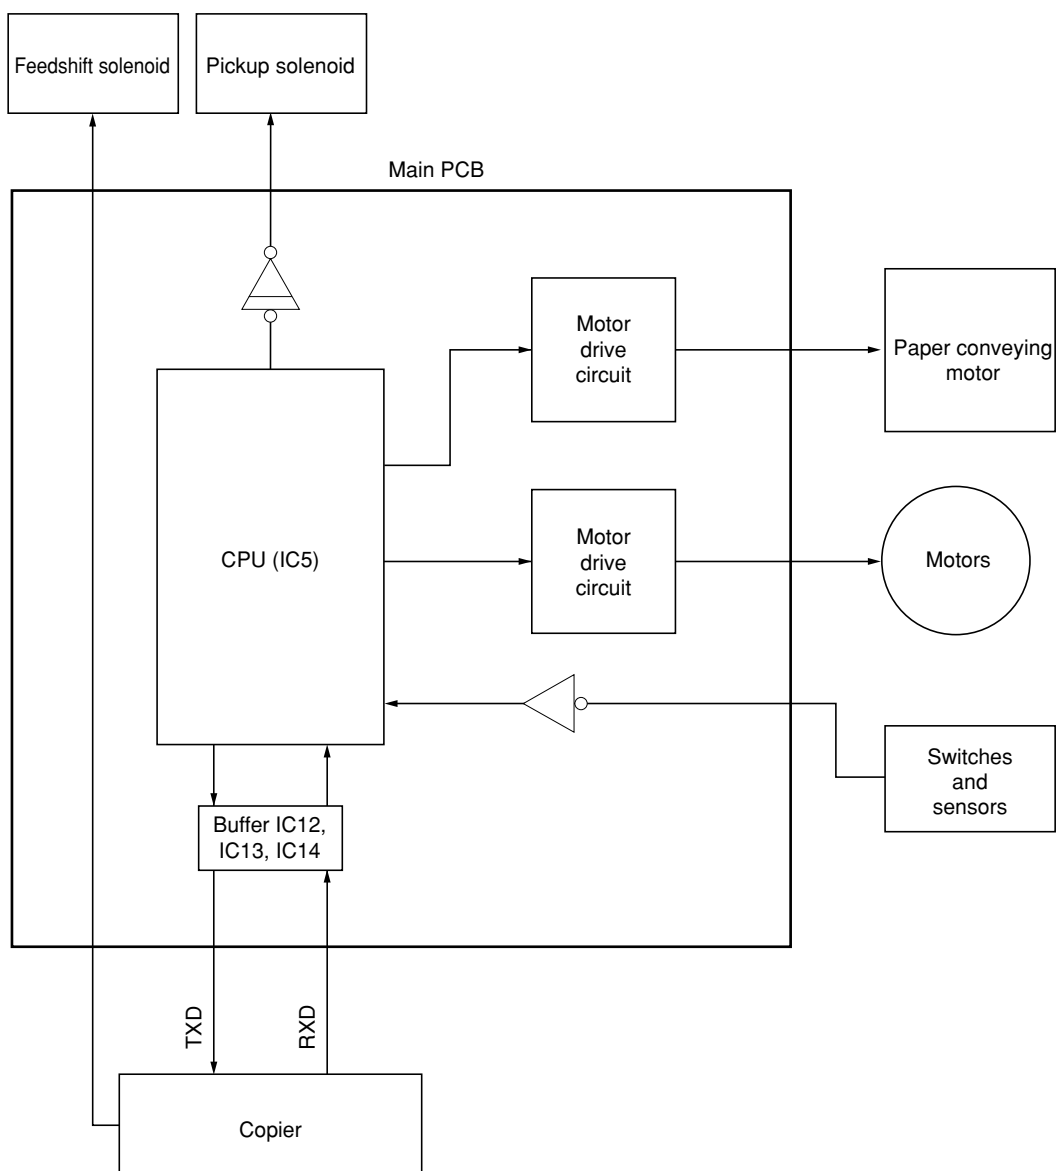 Feedshift solenoid
Pickup solenoid
Main PCB
Motor
drive
circuit
Paper conveying
motor
CPU (IC5)
Motor
drive
circuit
Motors
Switches
and
sensors
Buffer IC12,
IC13, IC14
TXD
RXD
Copier